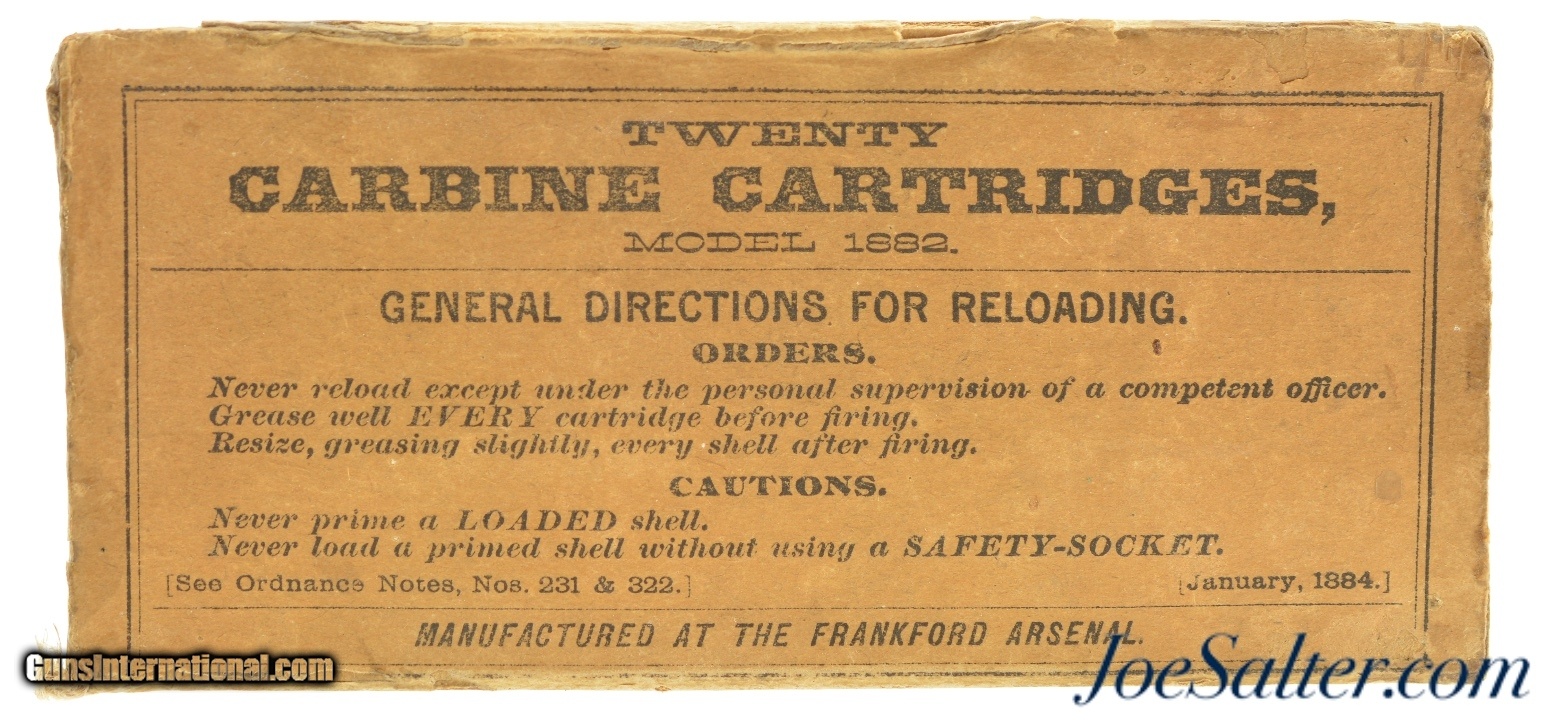 TWENTY
CARBINE CARTRIDGES,
MODEL 1882.
GENERAL DIRECTIONS FOR RELOADING.
ORDERS.
Never reload except under the personal supervision of a competent officer.
Grease well EVERY cartridge before firing.
Resize, greasing slightly, every shell after firing.
CAUTIONS.
Never prime a LOADED shell.
Never load a primed shell without using a SAFETY-SOCKET.
[See Ordnance Notes, Nos. 231 & 322.] [January, 1884.]
MANUFACTURED AT THE FRANKFORD ARSENAL.
GunsInternational.com
JoeSalter.com